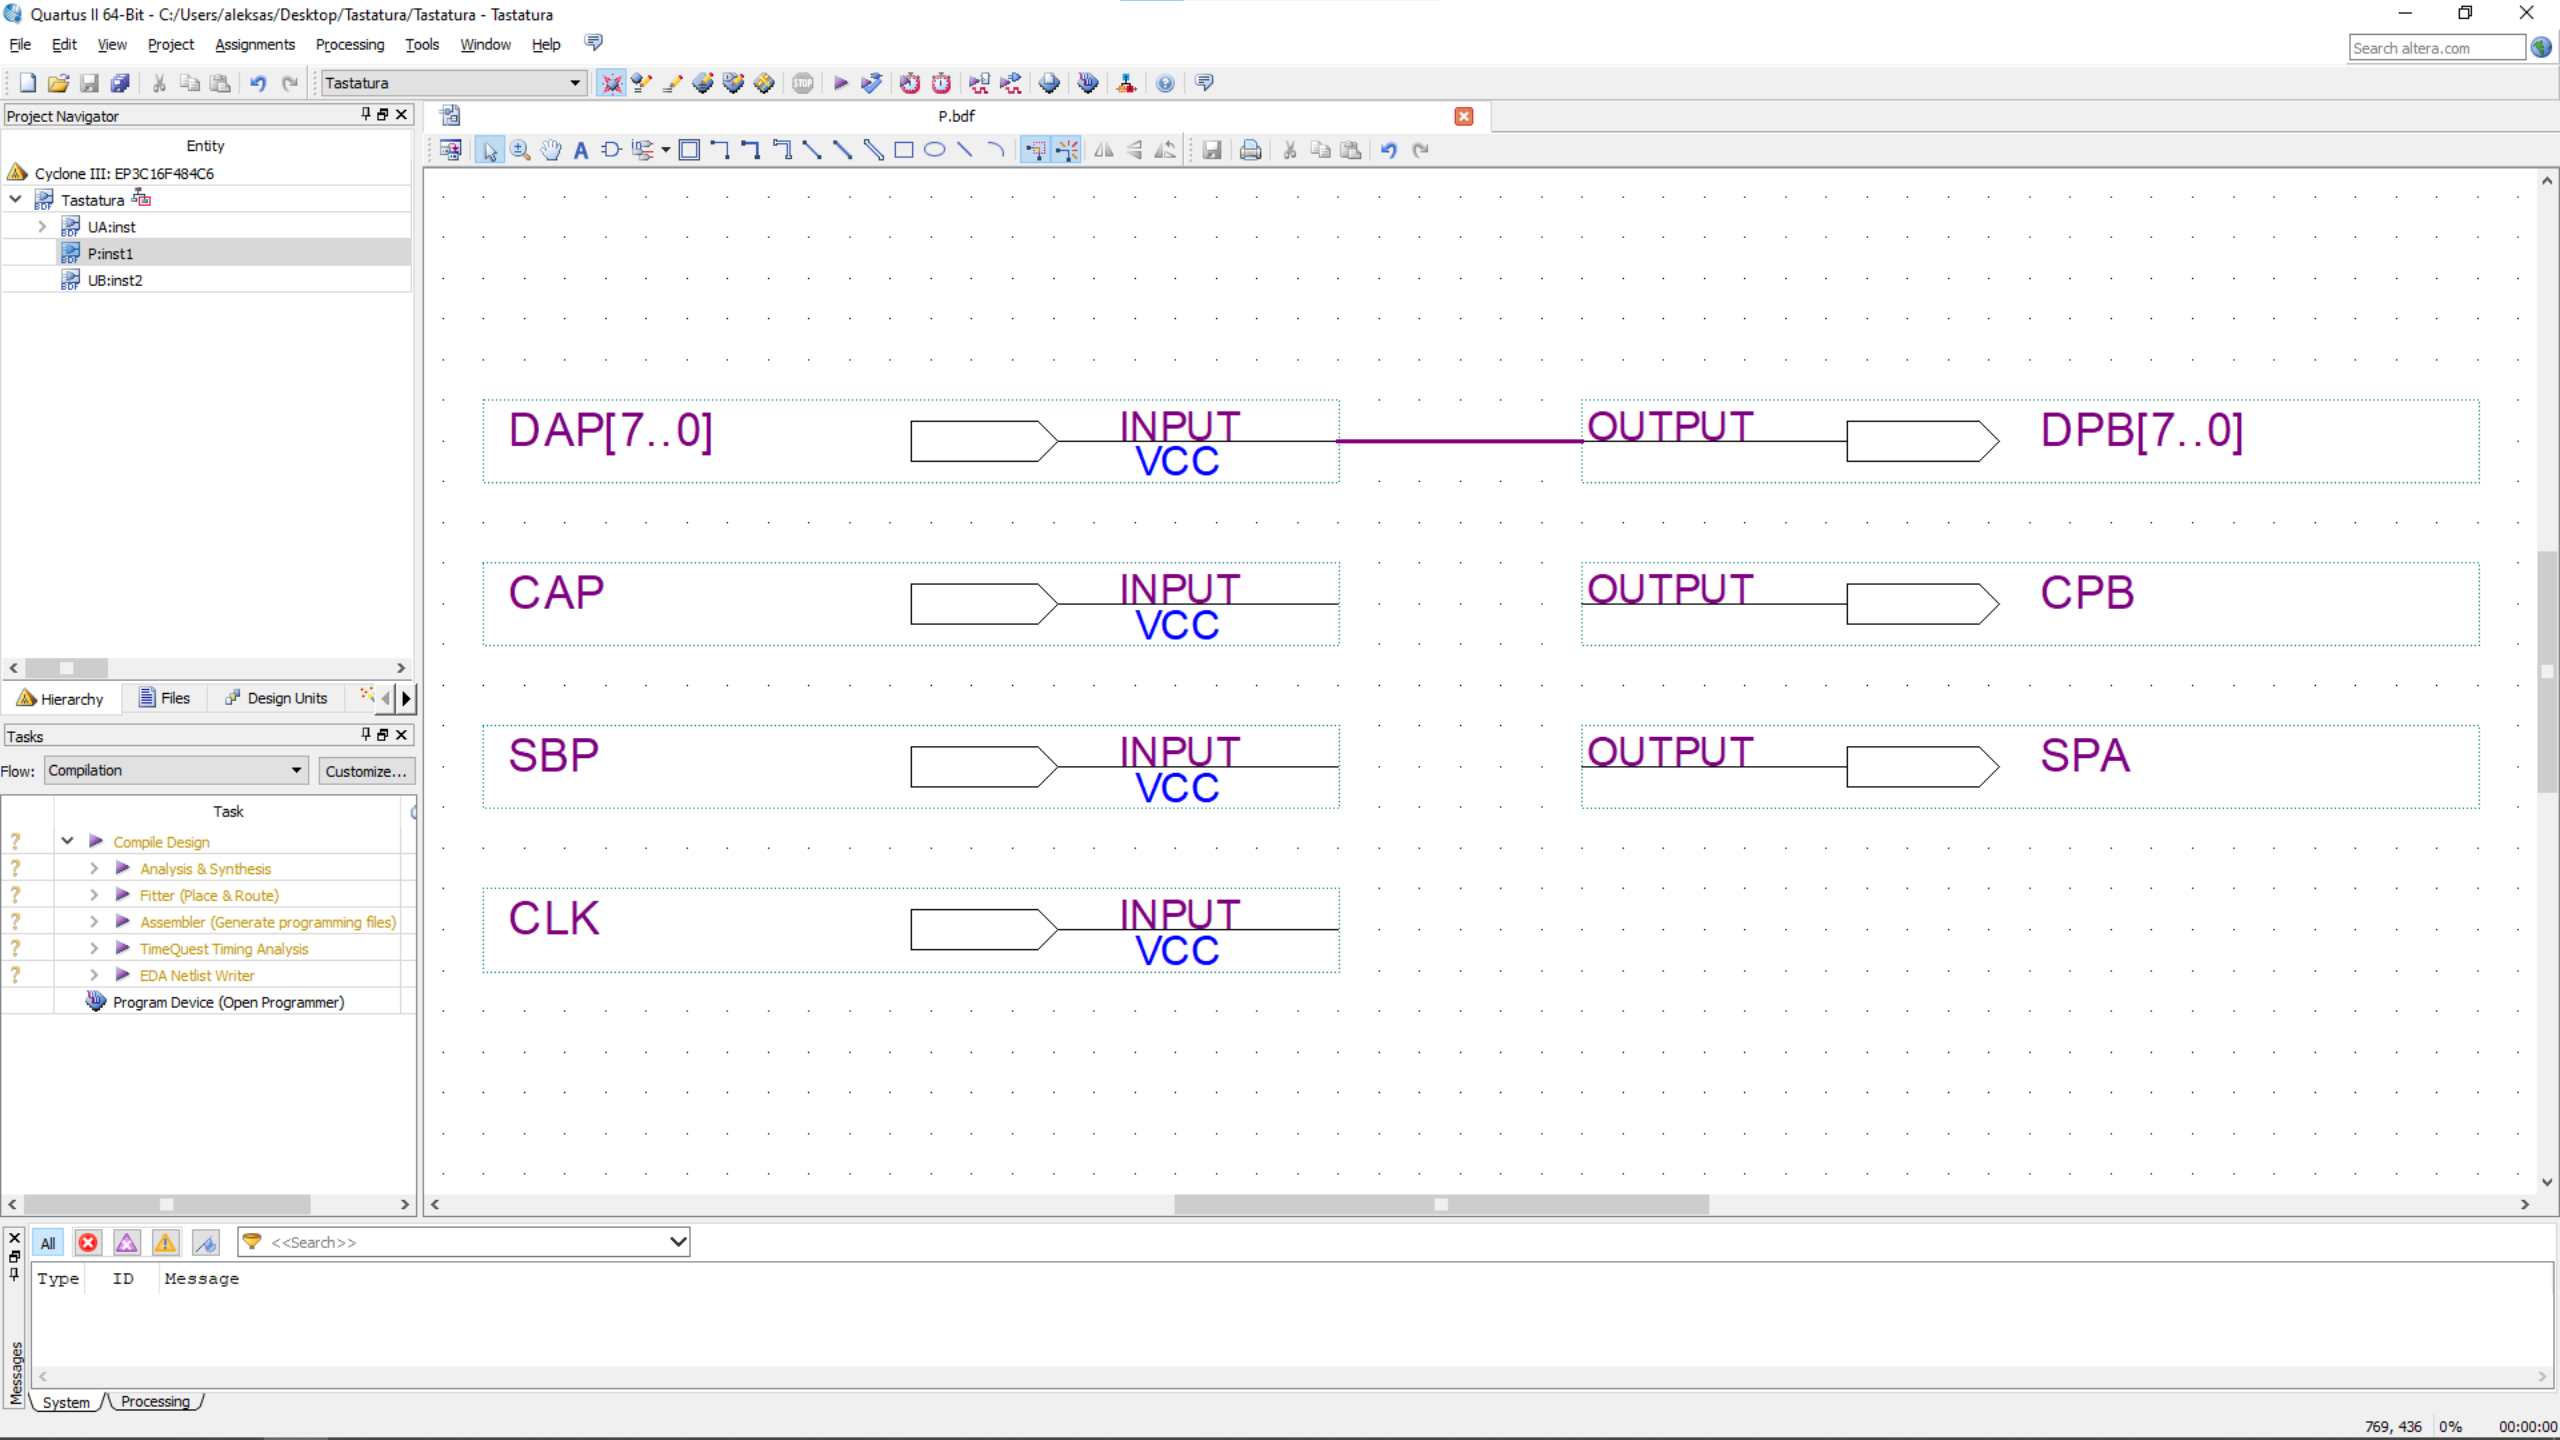 Quartus II 64-Bit - C:/Users/aleksas/Desktop/Tastatura/Tastatura - Tastatura
File Edit View Project Assignments Processing Tools Window Help
Search altera.com
Tastatura
STOP
Project Navigator
P.bdf
Entity
Cyclone III: EP3C16F484C6
Tastatura
UA:inst
P:inst1
UB:inst2
DAP[7..0] INPUT VCC OUTPUT DPB[7..0]
CAP INPUT VCC OUTPUT CPB
SBP INPUT VCC OUTPUT SPA
CLK INPUT VCC
Hierarchy Files Design Units
Tasks
Flow: Compilation Customize...
Task
Compile Design
Analysis & Synthesis
Fitter (Place & Route)
Assembler (Generate programming files)
TimeQuest Timing Analysis
EDA Netlist Writer
Program Device (Open Programmer)
All <<Search>>
Type ID Message
Messages
System Processing
769, 436 0% 00:00:00